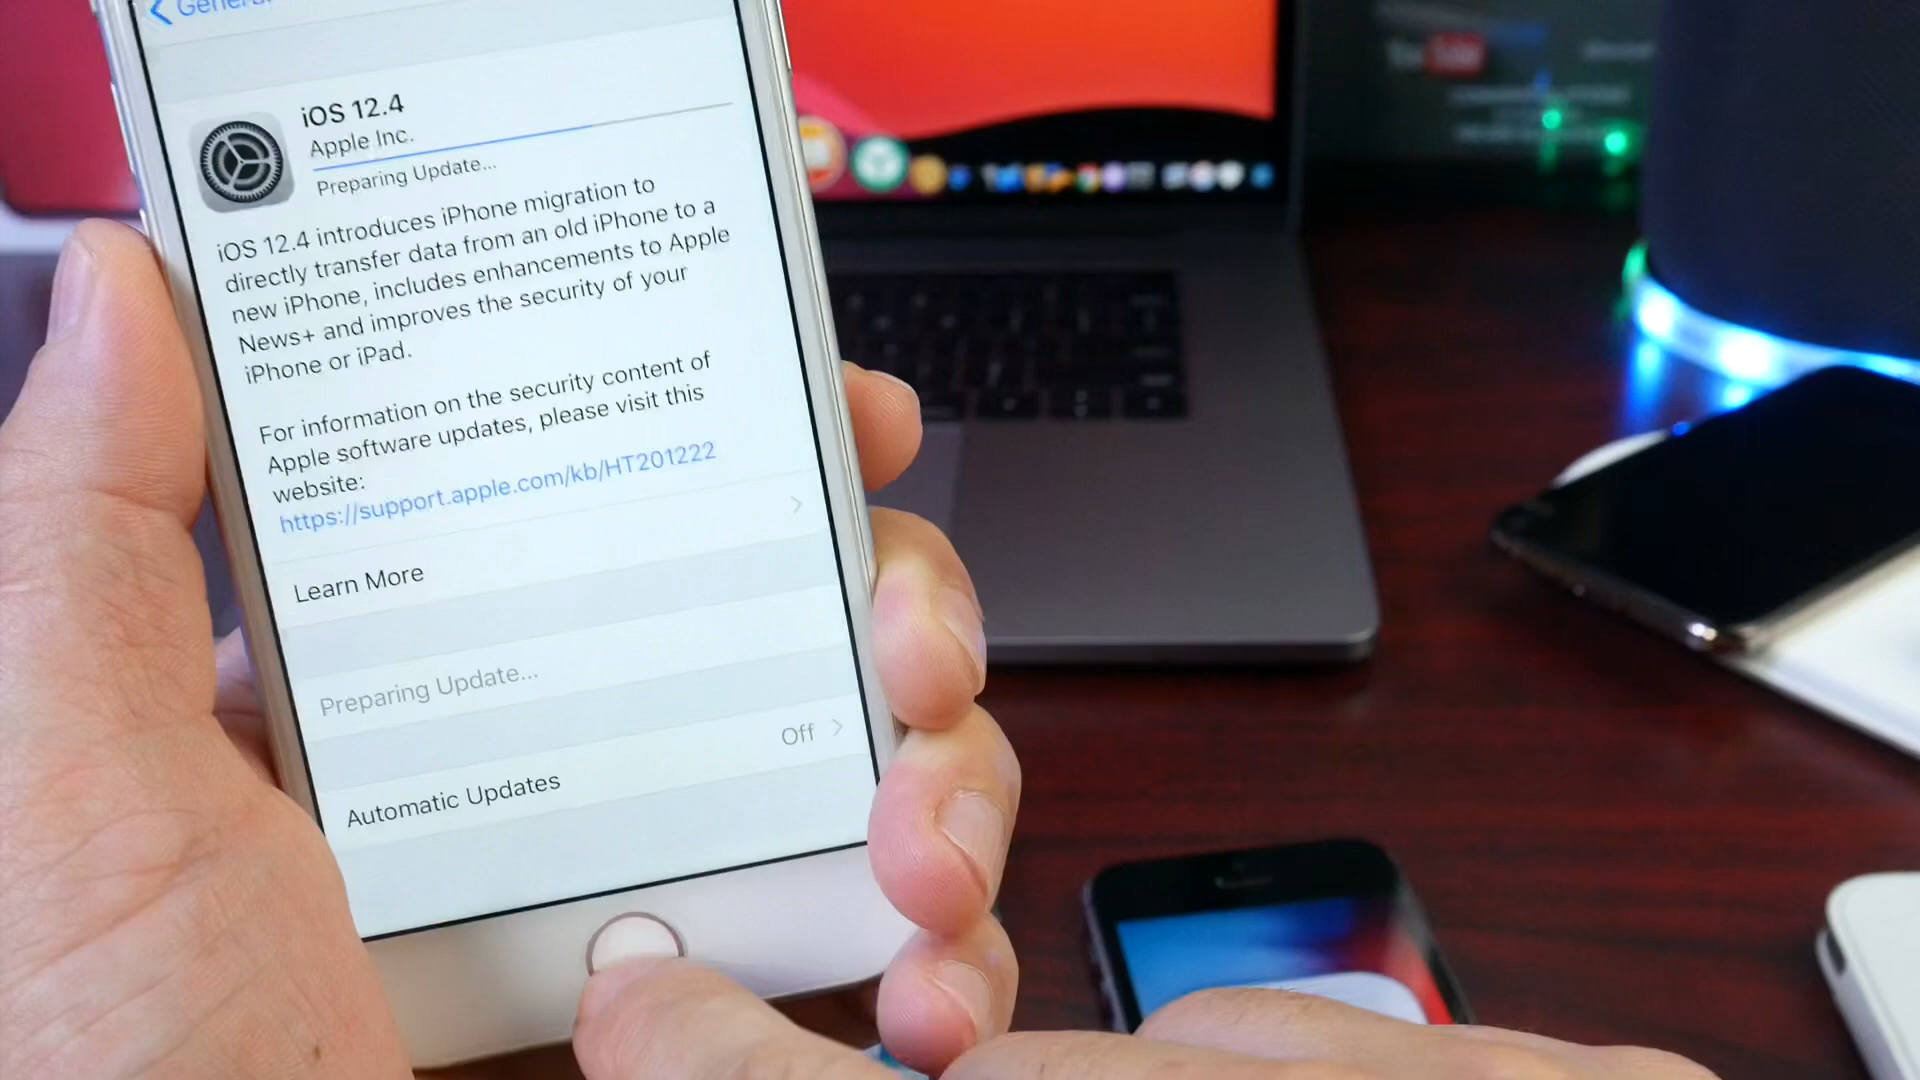 General
iOS 12.4
Apple Inc.
Preparing Update...
iOS 12.4 introduces iPhone migration to
directly transfer data from an old iPhone to a
new iPhone, includes enhancements to Apple
News+ and improves the security of your
iPhone or iPad.
For information on the security content of
Apple software updates, please visit this
website:
https://support.apple.com/kb/HT201222
Learn More
Preparing Update...
Automatic Updates
Off
YouTube